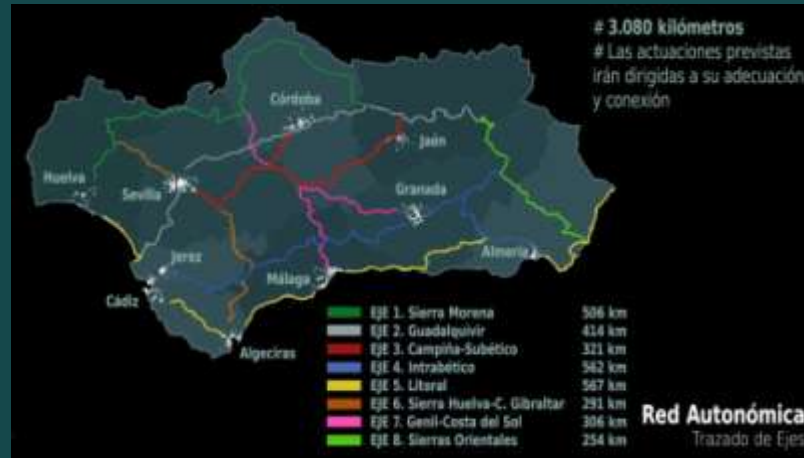 # 3.080 kilómetros
# Las actuaciones previstas
irán dirigidas a su adecuación
y conexión
Córdoba
Jaén
Huelva
Sevilla
Granada
Jerez
Almería
Málaga
Cádiz
Algeciras
EJE 1. Sierra Morena 506 km
EJE 2. Guadalquivir 414 km
EJE 3. Campiña-Subético 321 km
EJE 4. Intrabético 562 km
EJE 5. Litoral 567 km
EJE 6. Sierra Huelva-C. Gibraltar 291 km
EJE 7. Genil-Costa del Sol 306 km
EJE 8. Sierras Orientales 254 km
Red Autonómica
Trazado de Ejes